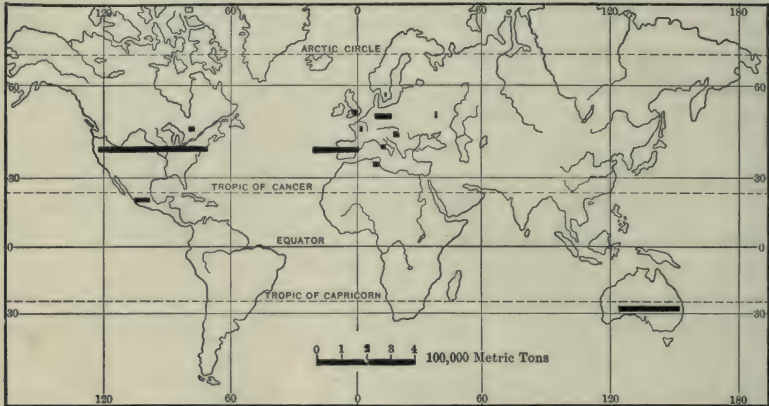 120 60 0 60 120 180
ARCTIC CIRCLE
60 60
30 30
TROPIC OF CANCER
0 EQUATOR 0
TROPIC OF CAPRICORN
30 30
0 1 2 3 4
100,000 Metric Tons
120 60 0 60 120 180